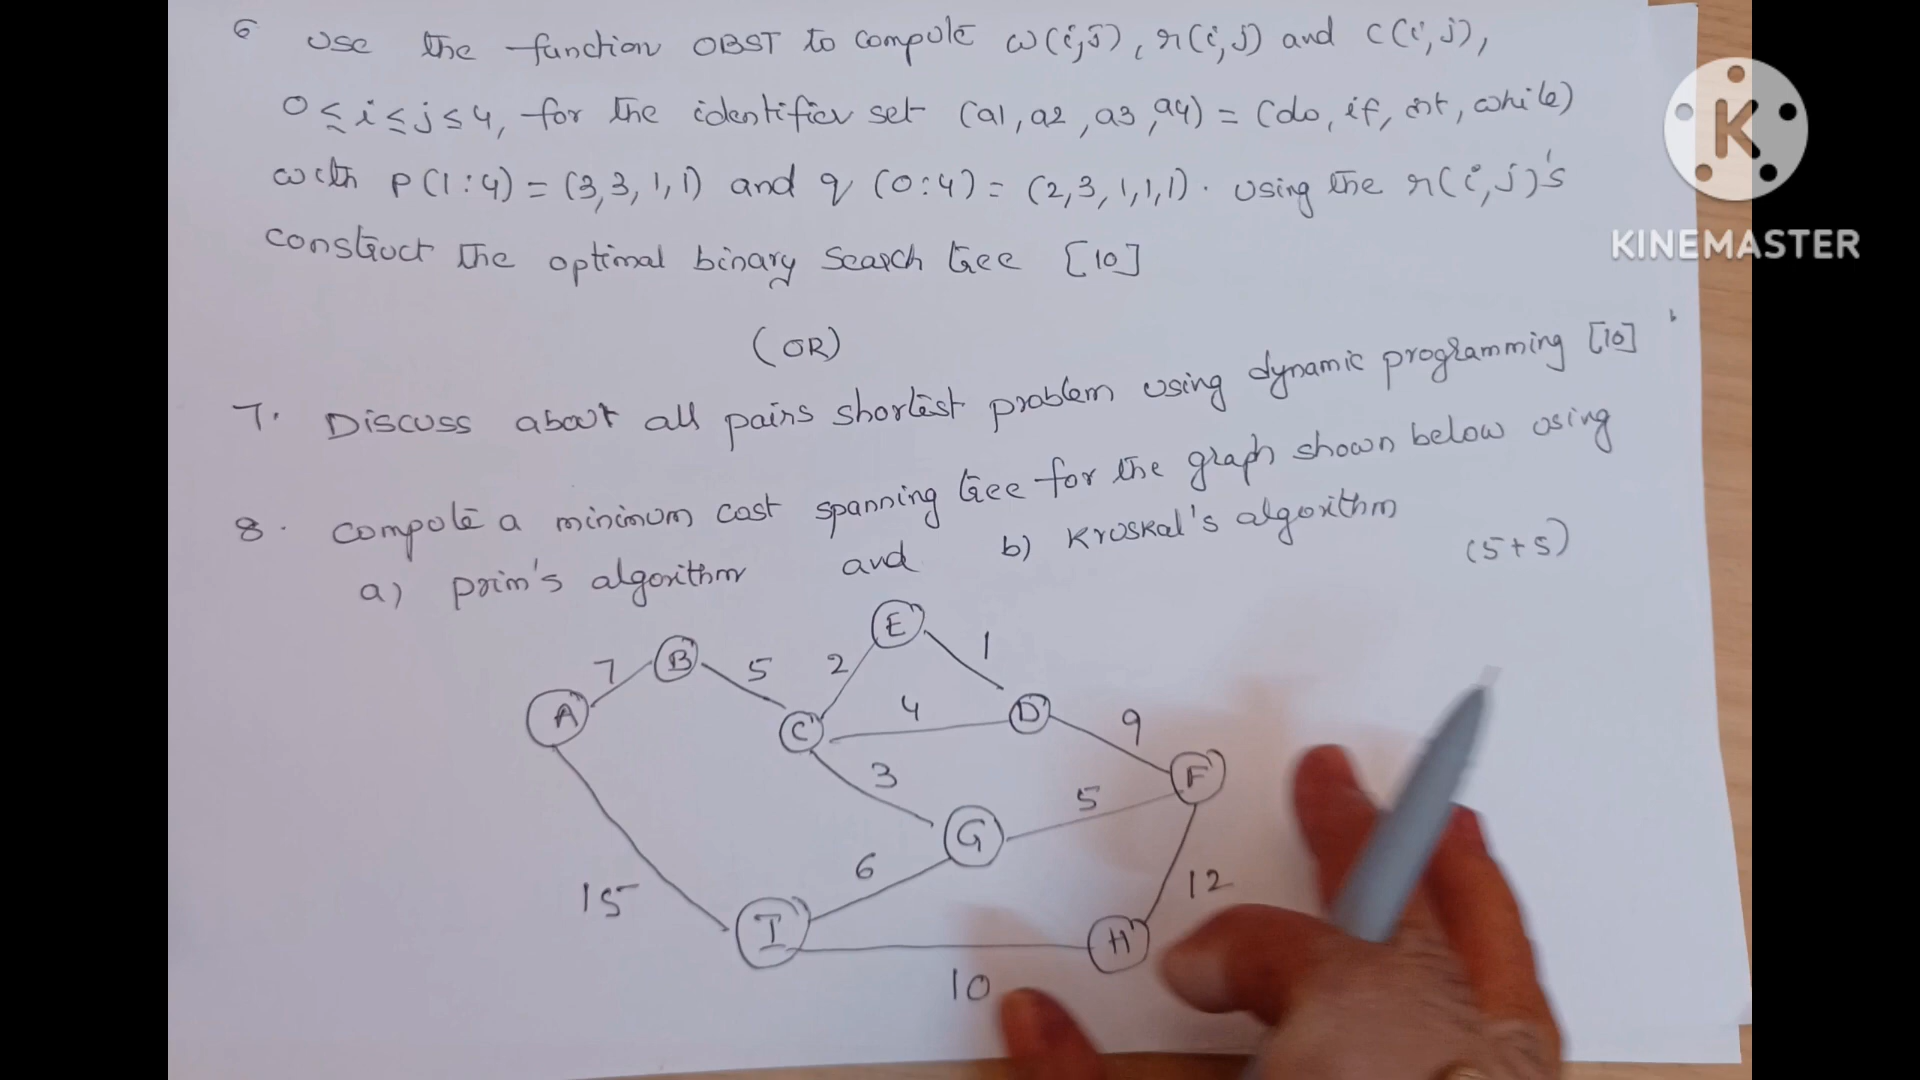 6 Use the function OBST to compute w(i,j), r(i,j) and c(i,j),
0≤i≤j≤4, for the identifier set (a1, a2, a3, a4) = (do, if, int, while)
with P(1:4) = (3,3,1,1) and q (0:4) = (2,3,1,1,1). Using the r(i,j)'s
construct the optimal binary search tree [10]
(OR)
7. Discuss about all pairs shortest problem using dynamic programming [10]
8. Compute a minimum cost spanning tree for the graph shown below using
a) prim's algorithm and b) Kruskal's algorithm (5+5)
E
B 2 1
7 5
A C 4 D 9
3 F
5
G
6
15 12
I H
10
K
KINEMASTER